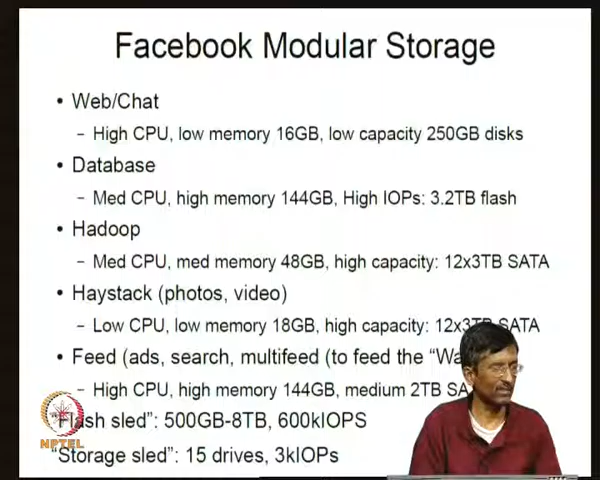 Facebook Modular Storage
• Web/Chat
– High CPU, low memory 16GB, low capacity 250GB disks
• Database
– Med CPU, high memory 144GB, High IOPs: 3.2TB flash
• Hadoop
– Med CPU, med memory 48GB, high capacity: 12x3TB SATA
• Haystack (photos, video)
– Low CPU, low memory 18GB, high capacity: 12x3TB SATA
• Feed (ads, search, multifeed (to feed the “Wa
– High CPU, high memory 144GB, medium 2TB SA
“Flash sled”: 500GB-8TB, 600kIOPS
NPTEL
“Storage sled”: 15 drives, 3kIOPs